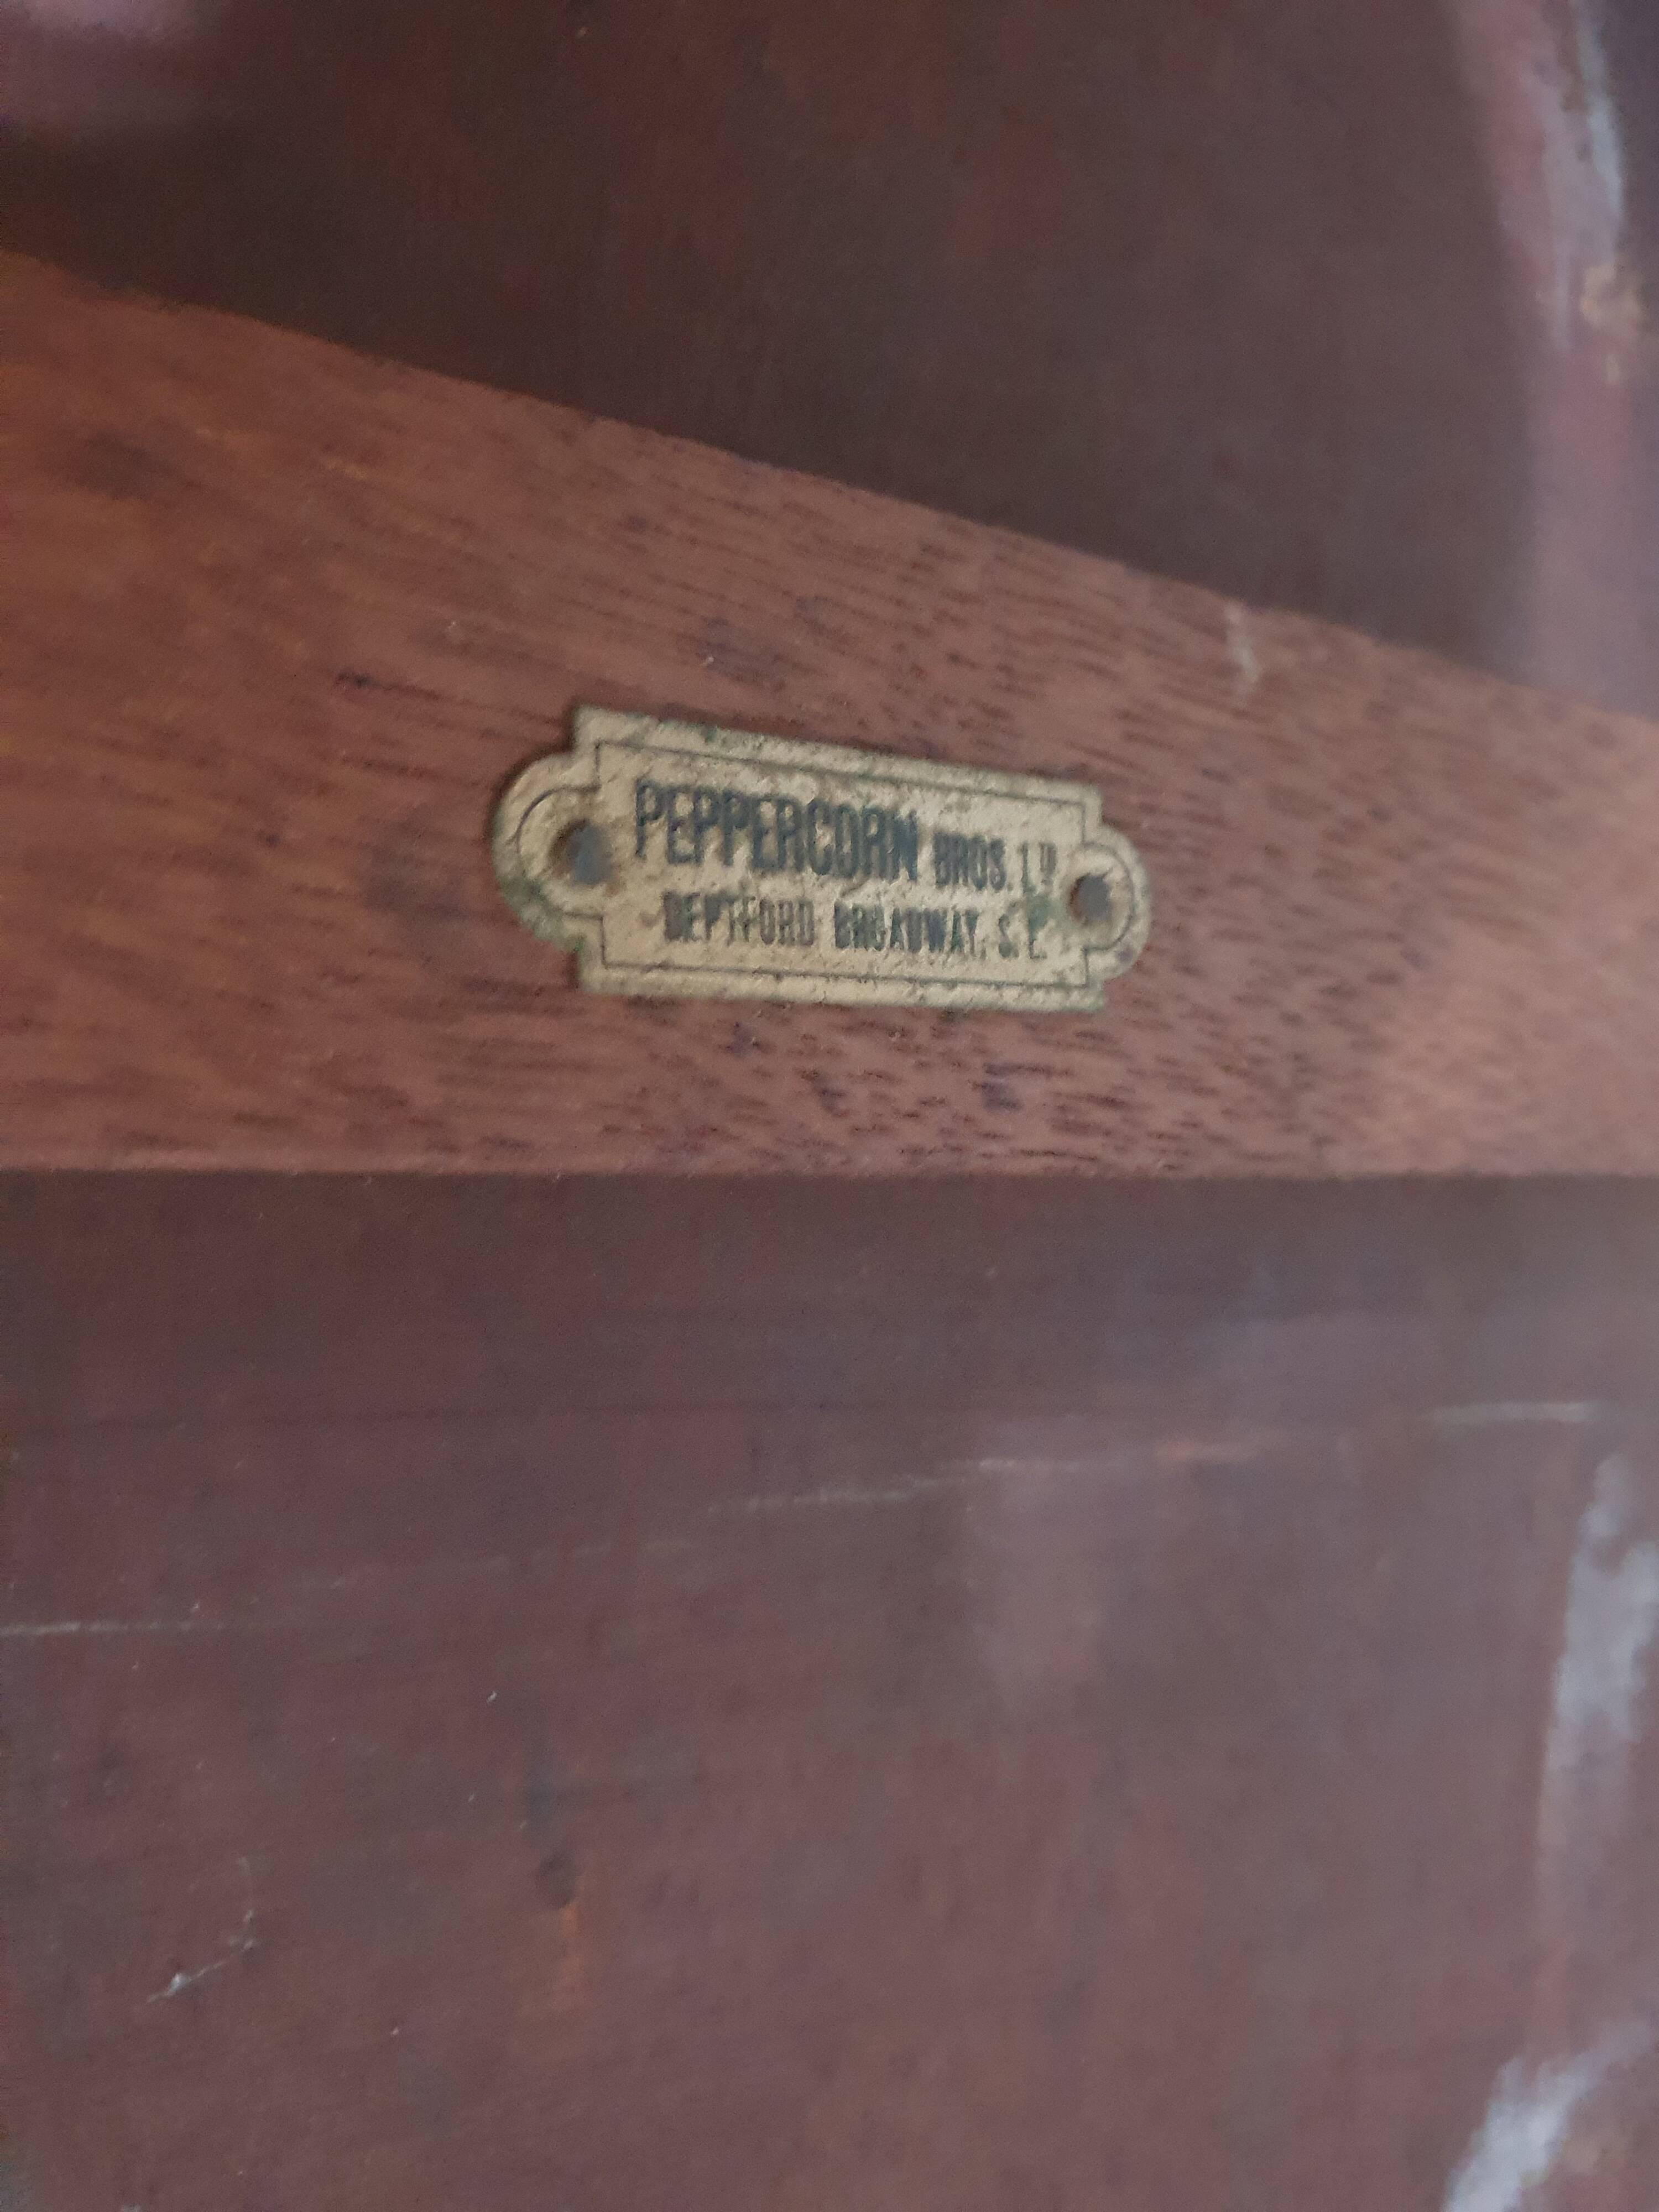 PEPPERCORN BROS. LD
DEPTFORD BROADWAY, S. E.